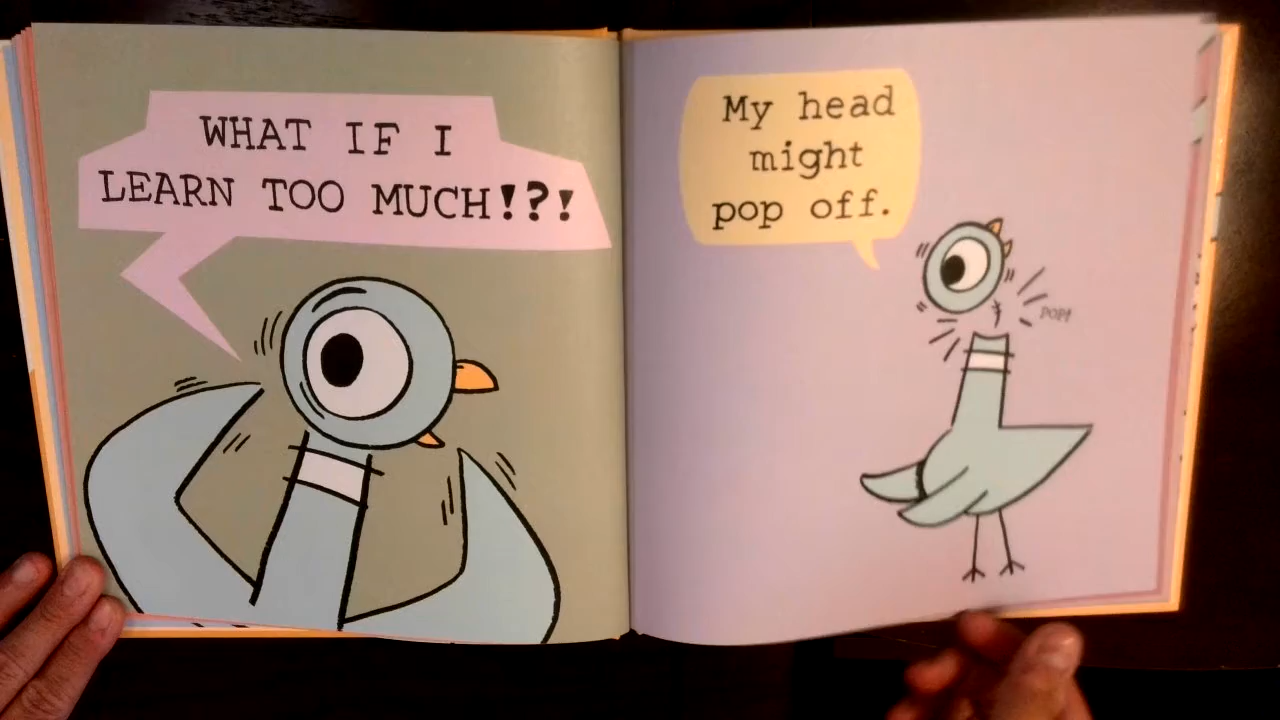 WHAT IF I
LEARN TOO MUCH!?!
My head
might
pop off.
POP!